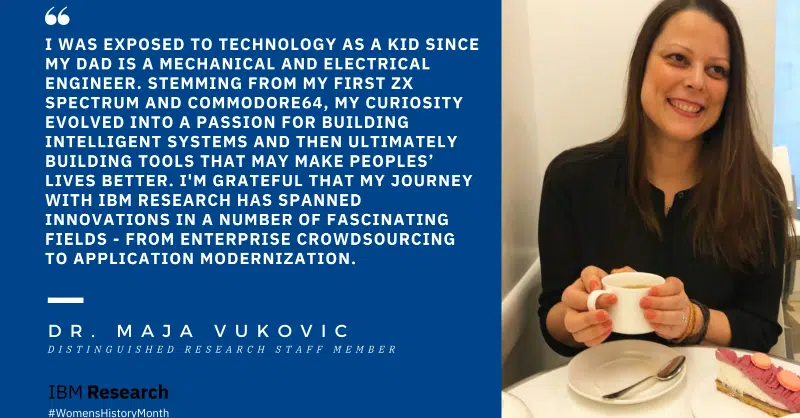 “
I WAS EXPOSED TO TECHNOLOGY AS A KID SINCE
MY DAD IS A MECHANICAL AND ELECTRICAL
ENGINEER. STEMMING FROM MY FIRST ZX
SPECTRUM AND COMMODORE64, MY CURIOSITY
EVOLVED INTO A PASSION FOR BUILDING
INTELLIGENT SYSTEMS AND THEN ULTIMATELY
BUILDING TOOLS THAT MAY MAKE PEOPLES’
LIVES BETTER. I'M GRATEFUL THAT MY JOURNEY
WITH IBM RESEARCH HAS SPANNED
INNOVATIONS IN A NUMBER OF FASCINATING
FIELDS - FROM ENTERPRISE CROWDSOURCING
TO APPLICATION MODERNIZATION.
DR. MAJA VUKOVIC
DISTINGUISHED RESEARCH STAFF MEMBER
IBM Research
#WomensHistoryMonth